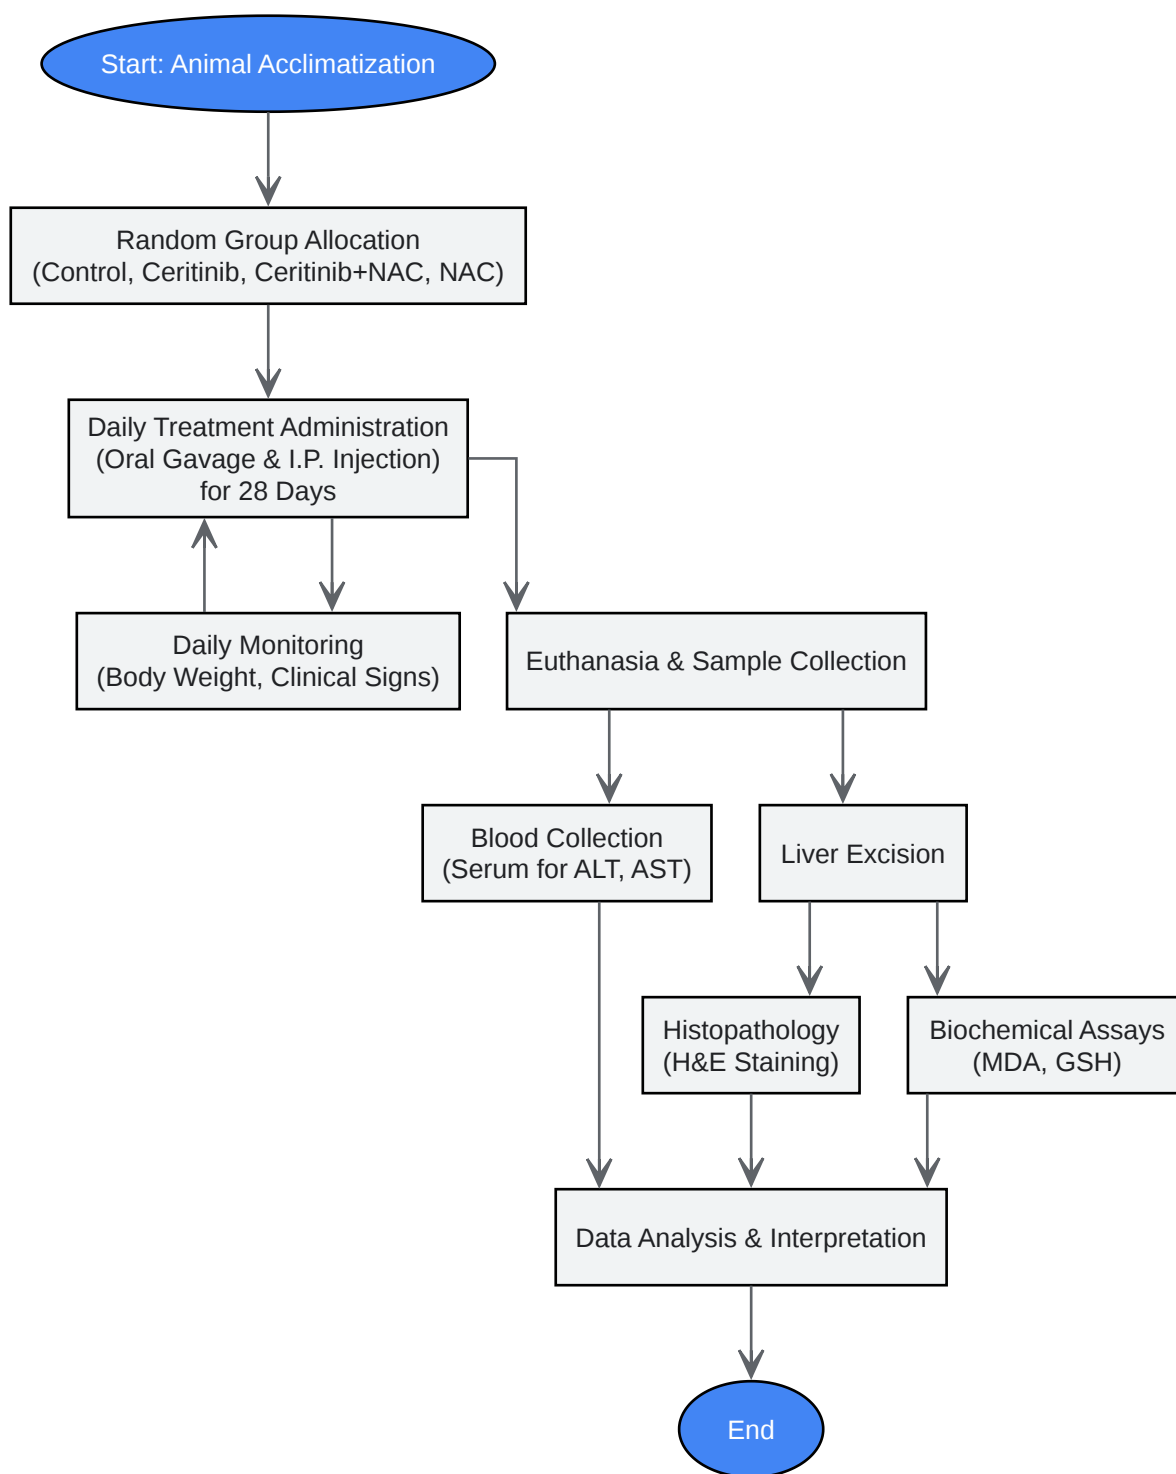 Start: Animal Acclimatization
Random Group Allocation
(Control, Ceritinib, Ceritinib+NAC, NAC)
Daily Treatment Administration
(Oral Gavage & I.P. Injection)
for 28 Days
Daily Monitoring
(Body Weight, Clinical Signs)
Euthanasia & Sample Collection
Blood Collection
(Serum for ALT, AST)
Liver Excision
Histopathology
(H&E Staining)
Biochemical Assays
(MDA, GSH)
Data Analysis & Interpretation
End